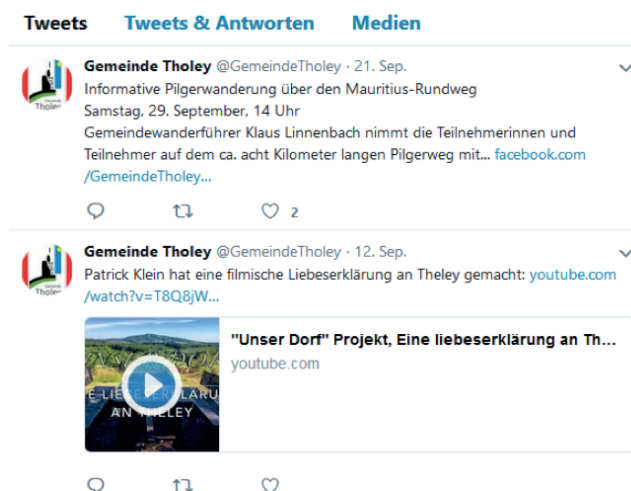 Tweets Tweets & Antworten Medien
Gemeinde Tholey @GemeindeTholey · 21. Sep.
Informative Pilgerwanderung über den Mauritius-Rundweg
Samstag, 29. September, 14 Uhr
Gemeindewanderführer Klaus Linnenbach nimmt die Teilnehmerinnen und
Teilnehmer auf dem ca. acht Kilometer langen Pilgerweg mit... facebook.com
/GemeindeTholey...
2
Gemeinde Tholey @GemeindeTholey · 12. Sep.
Patrick Klein hat eine filmische Liebeserklärung an Theley gemacht: youtube.com
/watch?v=T8Q8jW...
"Unser Dorf" Projekt, Eine liebeserklärung an Th...
youtube.com
E LIEBESERKLÄRU
AN THELEY